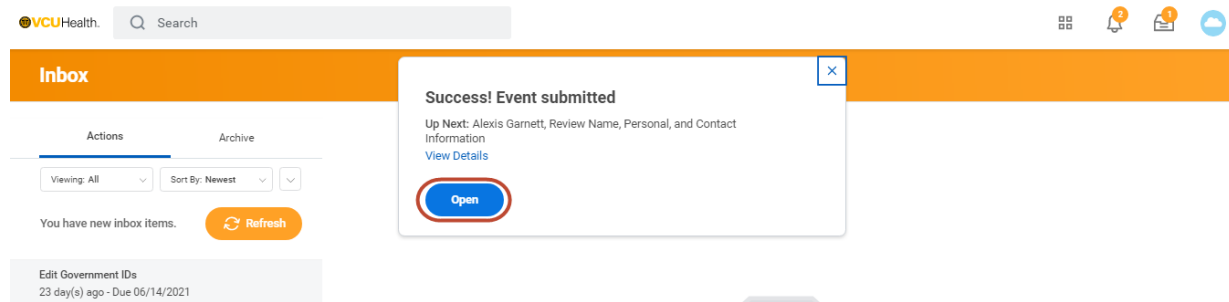 VCUHealth.
Search
2
1
Inbox
Success! Event submitted
Up Next: Alexis Garnett, Review Name, Personal, and Contact
Information
View Details
Open
Actions
Archive
Viewing: All
Sort By: Newest
You have new inbox items.
Refresh
Edit Government IDs
23 day(s) ago - Due 06/14/2021